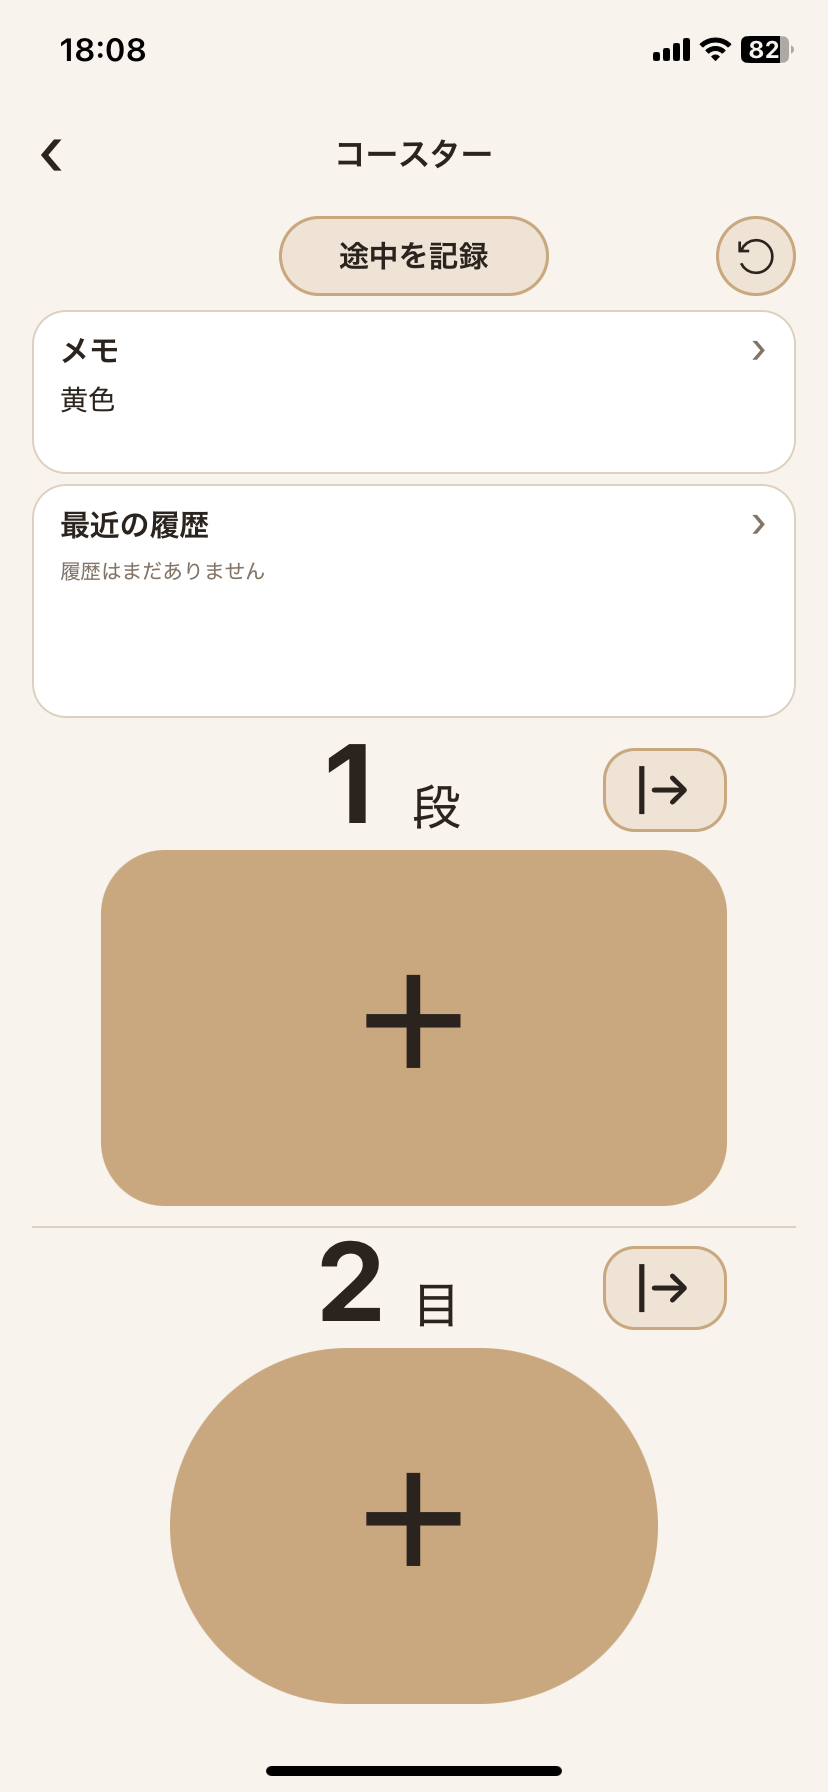 18:08
82
コースター
途中を記録
メモ
黄色
最近の履歴
履歴はまだありません
1 段
+
2 目
+